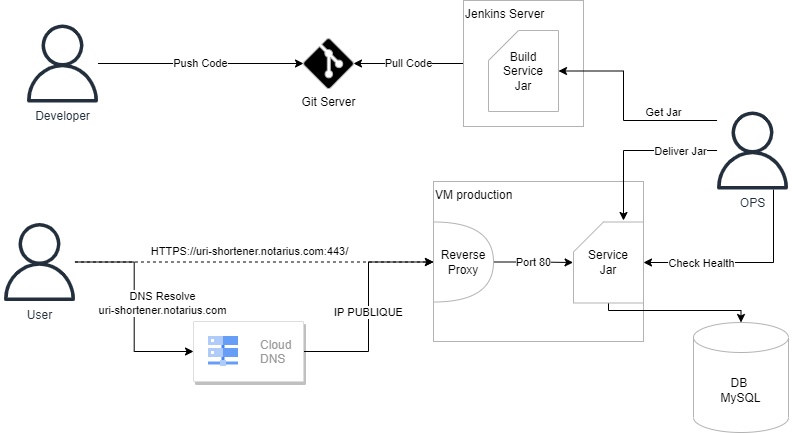 Jenkins Server
Build
Service
Jar
Push Code
Pull Code
Git Server
Developer
Get Jar
Deliver Jar
OPS
VM production
HTTPS://uri-shortener.notarius.com:443/
Reverse
Proxy
Port 80
Service
Jar
Check Health
User
DNS Resolve
uri-shortener.notarius.com
IP PUBLIQUE
Cloud
DNS
DB
MySQL